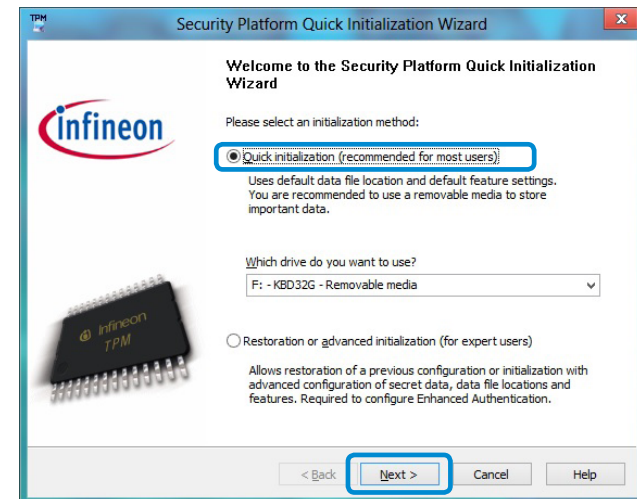 TPM
Security Platform Quick Initialization Wizard
x
Welcome to the Security Platform Quick Initialization
Wizard
infineon
Please select an initialization method:
Quick initialization (recommended for most users)
Uses default data file location and default feature settings.
You are recommended to use a removable media to store
important data.
Which drive do you want to use?
F: - KBD32G - Removable media
infineon
TPM
Restoration or advanced initialization (for expert users)
Allows restoration of a previous configuration or initialization with
advanced configuration of secret data, data file locations and
features. Required to configure Enhanced Authentication.
< Back
Next >
Cancel
Help